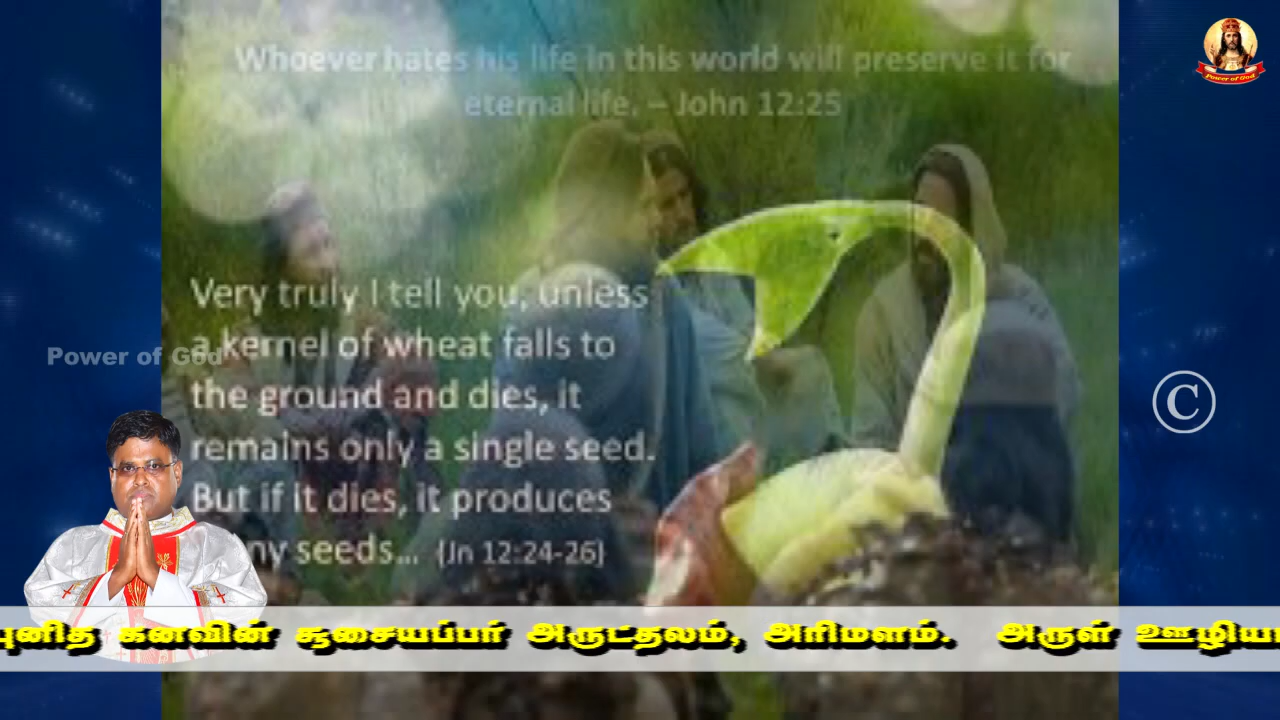 Whoever hates his life in this world will preserve it for
eternal life. – John 12:25
Power of God
Very truly I tell you, unless
a kernel of wheat falls to
the ground and dies, it
remains only a single seed.
But if it dies, it produces
ny seeds... (Jn 12:24-26)
Power of God
©
புனித கனவின் சூசையப்பர் அருட்தலம், அரிமளம். அருள் ஊழியர்